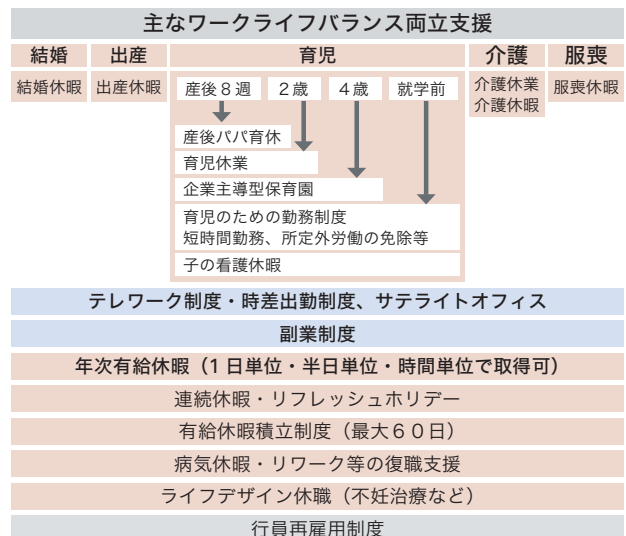 主なワークライフバランス両立支援
結婚 出産 育児 介護 服喪
結婚休暇 出産休暇 産後8週 2歳 4歳 就学前 介護休業 服喪休暇
介護休暇
産後パパ育休
育児休業
企業主導型保育園
育児のための勤務制度
短時間勤務、所定外労働の免除等
子の看護休暇
テレワーク制度・時差出勤制度、サテライトオフィス
副業制度
年次有給休暇（1日単位・半日単位・時間単位で取得可）
連続休暇・リフレッシュホリデー
有給休暇積立制度（最大６０日）
病気休暇・リワーク等の復職支援
ライフデザイン休職（不妊治療など）
行員再雇用制度